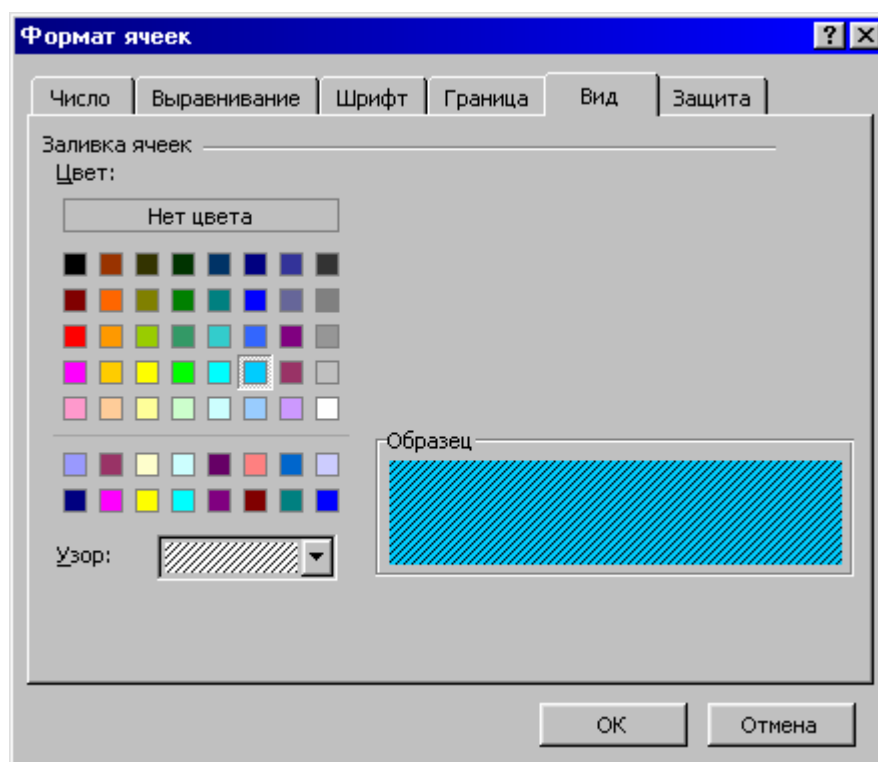 Формат ячеек
Число Выравнивание Шрифт Граница Вид Защита
Заливка ячеек
Цвет:
Нет цвета
Образец
Узор:
ОК Отмена